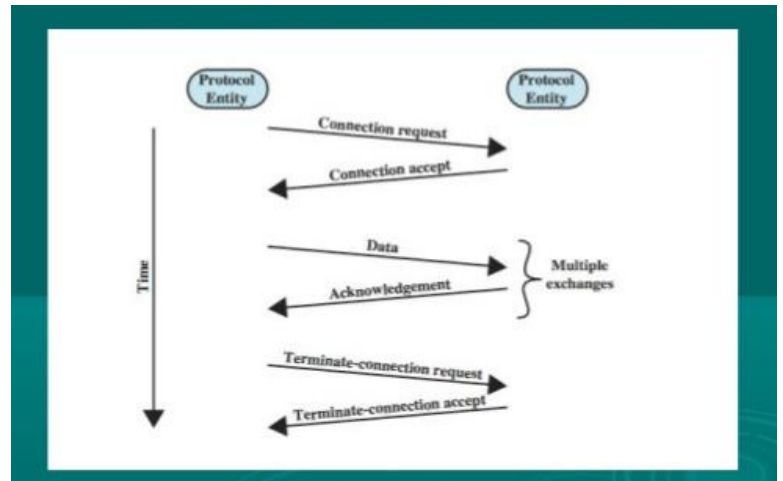 Protocol
Entity
Protocol
Entity
Connection request
Connection accept
Time
Data
Acknowledgement
Multiple
exchanges
Terminate-connection request
Terminate-connection accept